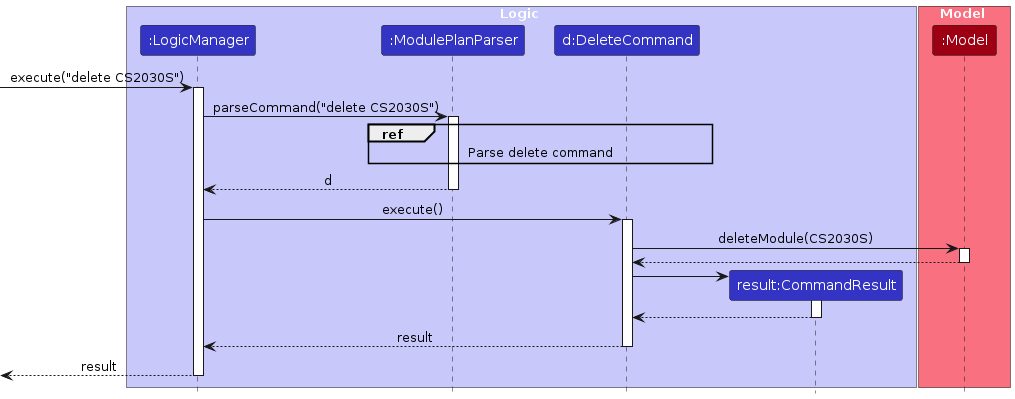 Logic
Model
:LogicManager
:ModulePlanParser
d:DeleteCommand
:Model
execute("delete CS2030S")
parseCommand("delete CS2030S")
ref
Parse delete command
d
execute()
deleteModule(CS2030S)
result:CommandResult
result
result